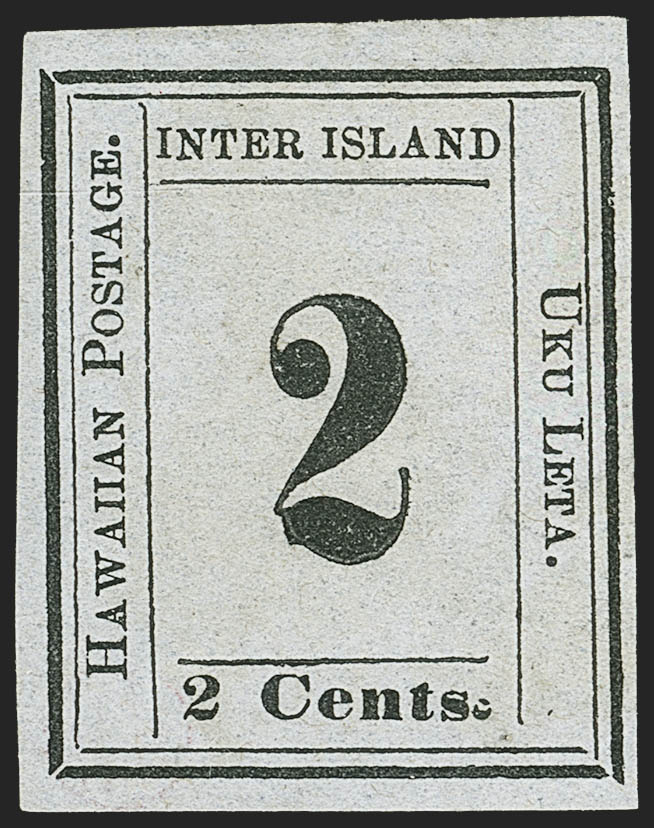 INTER ISLAND
HAWAIIAN POSTAGE.
2
UKU LETA.
2 Cents.